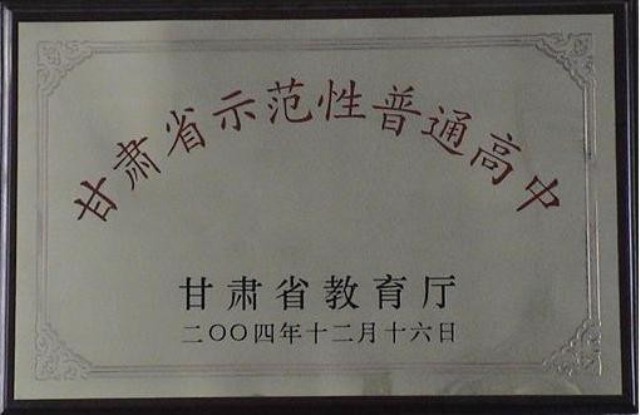 甘肃省示范性普通高中
甘肃省教育厅
二〇〇四年十二月十六日